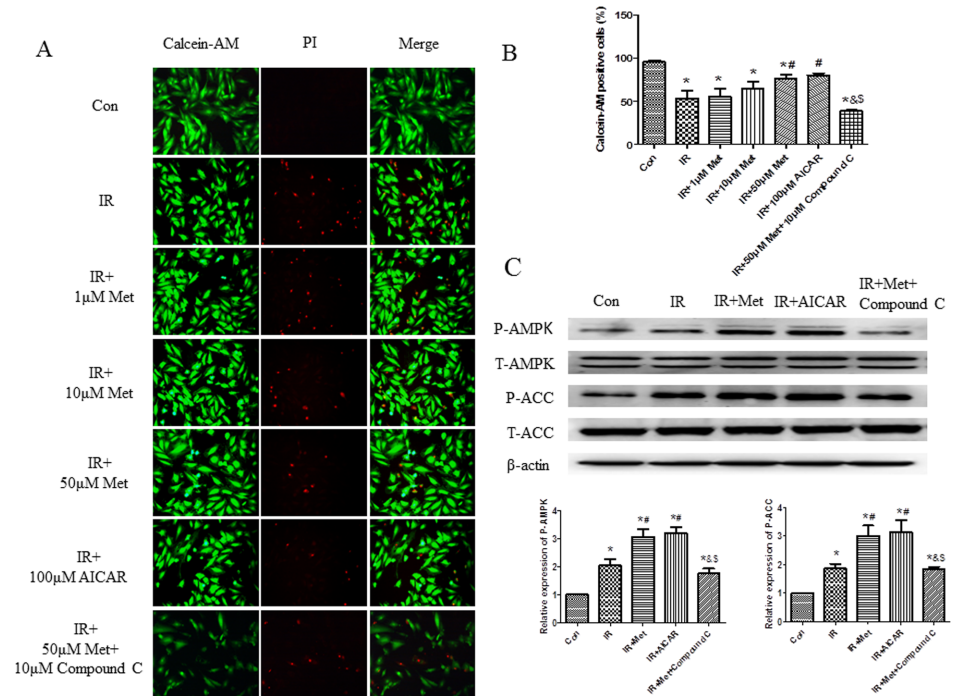 A
Calcein-AM PI Merge
Con
IR
IR+
1μM Met
IR+
10μM Met
IR+
50μM Met
IR+
100μM AICAR
IR+
50μM Met+
10μM Compound C
B
Calcein-AM positive cells (%)
150
100
50
0
* * * *# # *&$
Con
IR
IR+1μM Met
IR+10μM Met
IR+50μM Met
IR+100μM AICAR
IR+50μM Met+10μM Compound C
C
Con IR IR+Met IR+AICAR IR+Met+
Compound C
P-AMPK
T-AMPK
P-ACC
T-ACC
β-actin
Relative expression of P-AMPK
4
3
2
1
0
* *# *# *&$
Con
IR
IR+Met
IR+AICAR
IR+Met+Compound C
Relative expression of P-ACC
4
3
2
1
0
* *# *# *&$
Con
IR
IR+Met
IR+AICAR
IR+Met+Compound C